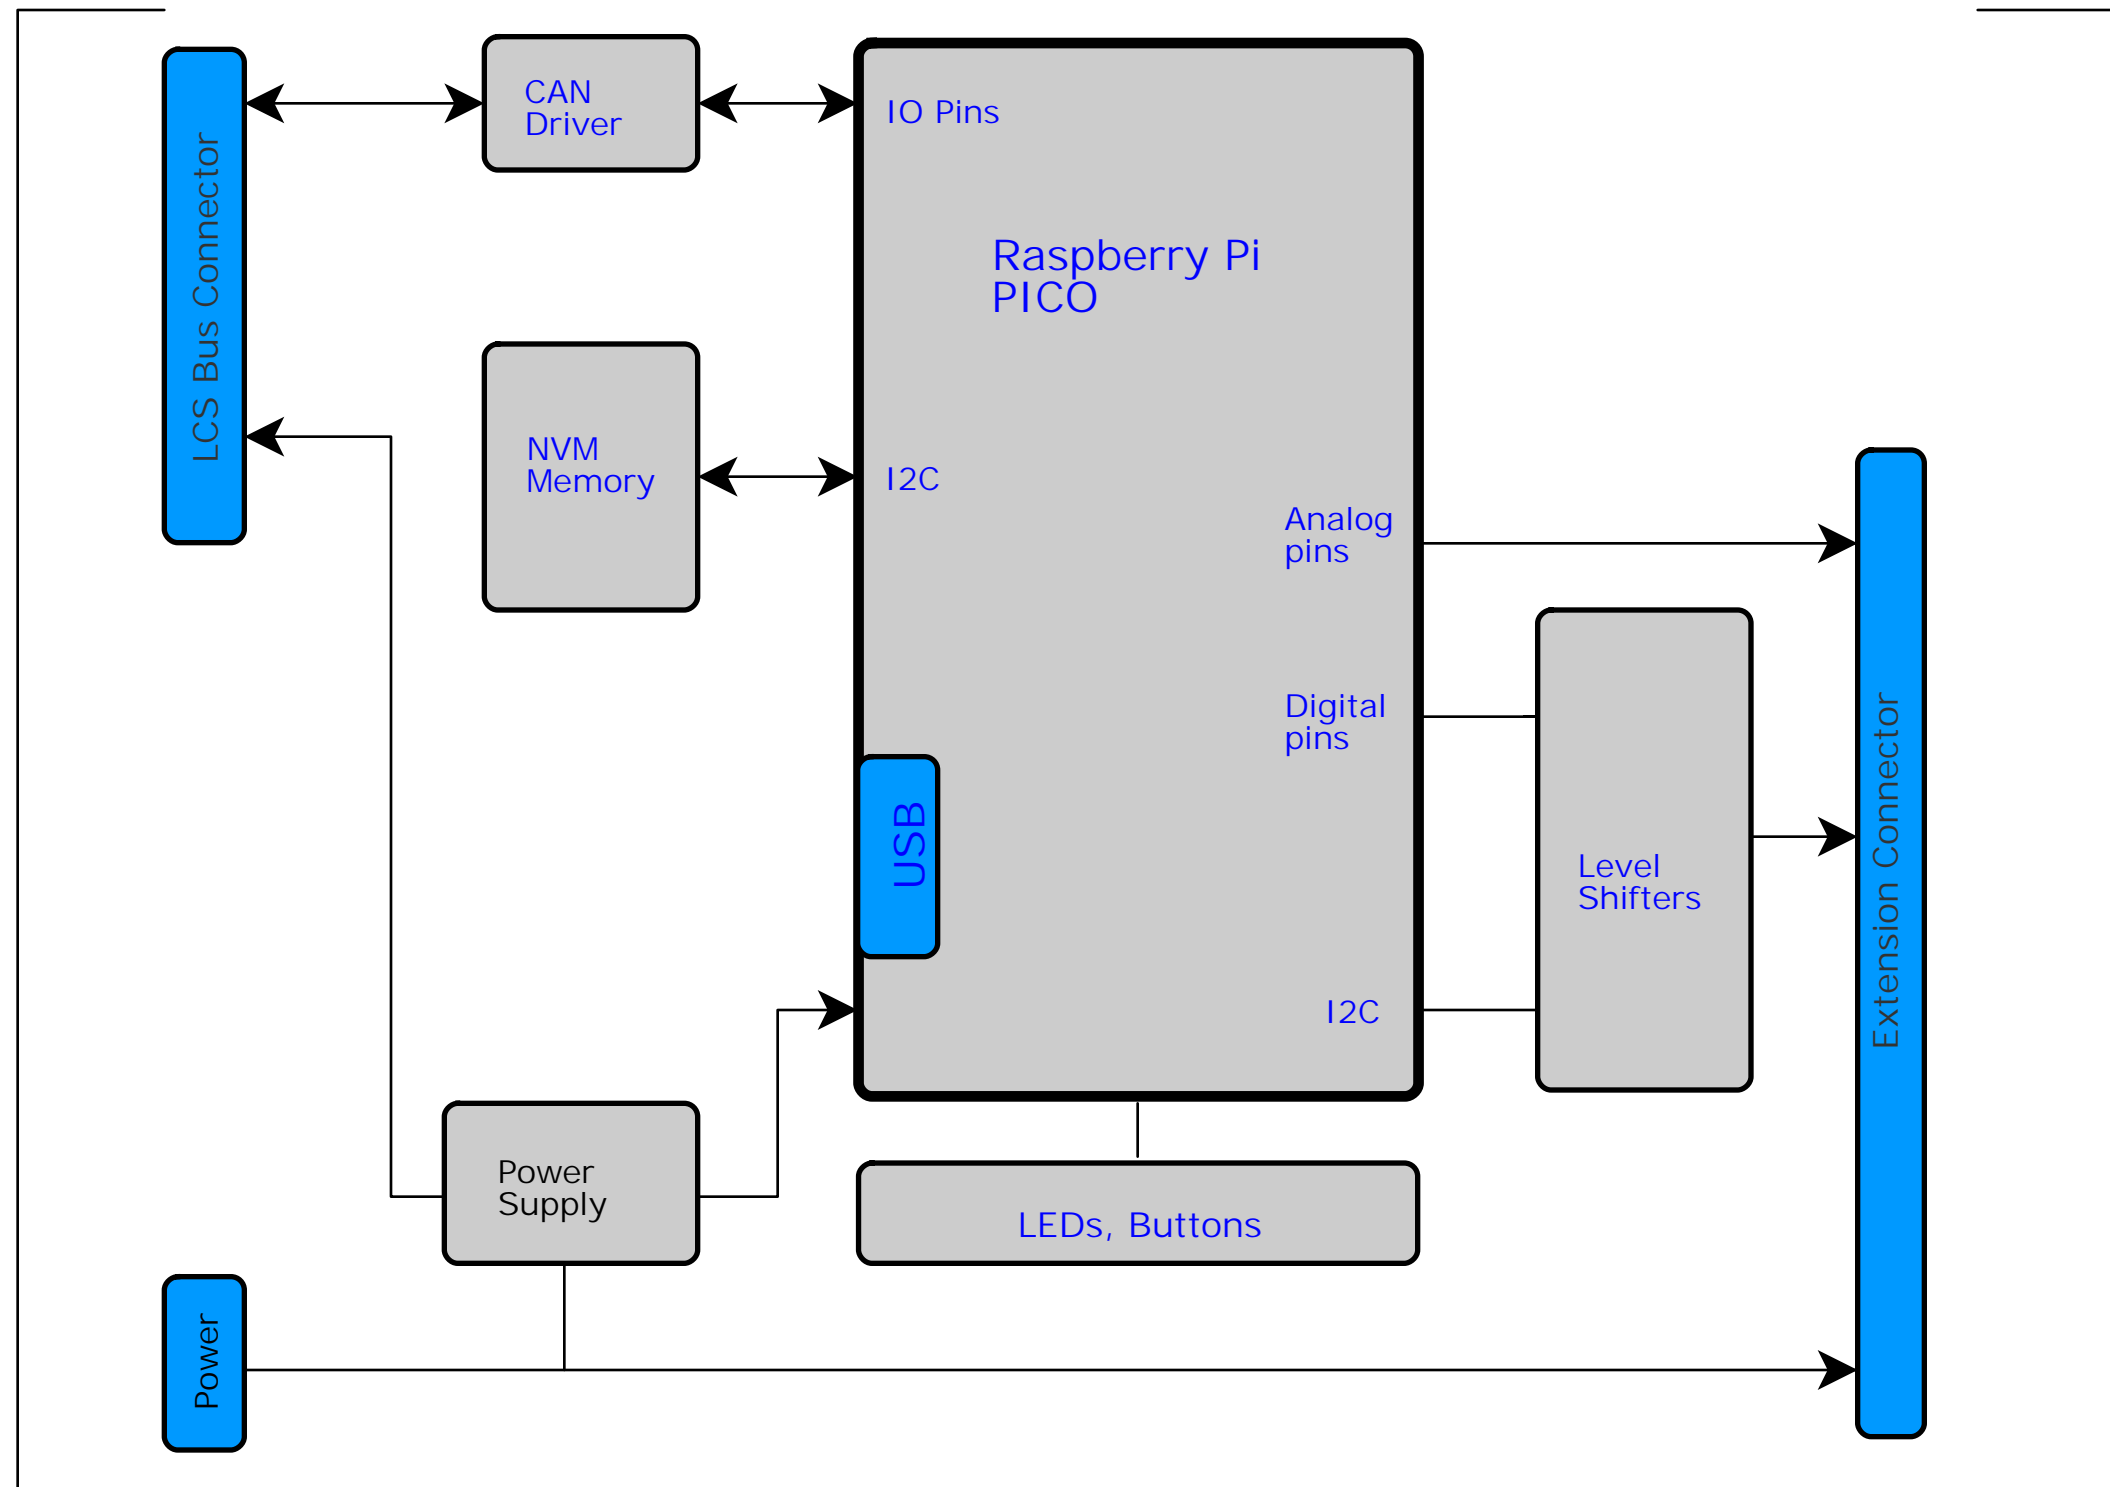 CAN
Driver
IO Pins
LCS Bus Connector
Raspberry Pi
PICO
NVM
Memory
I2C
Analog
pins
Digital
pins
USB
Level
Shifters
Extension Connector
I2C
Power
Supply
LEDs, Buttons
Power